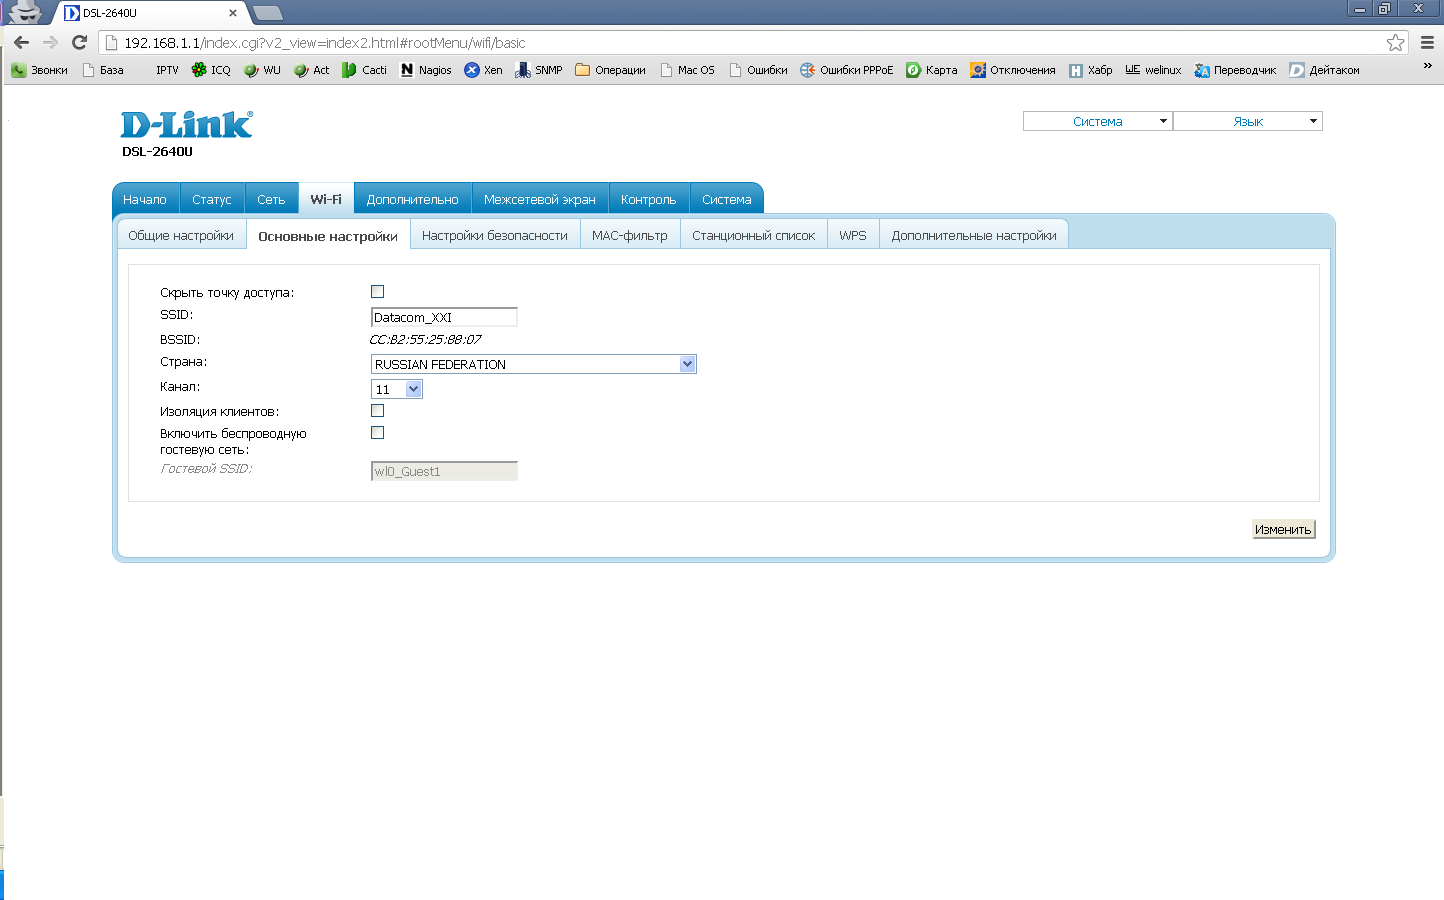 DSL-2640U
192.168.1.1/index.cgi?v2_view=index2.html#rootMenu/wifi/basic
Звонки База IPTV ICQ WU Act Cacti Nagios Xen SNMP Операции Mac OS Ошибки Ошибки PPPoE Карта Отключения Хабр welinux Переводчик Дейтаком »
D-Link®
DSL-2640U
Система Язык
Начало Статус Сеть Wi-Fi Дополнительно Межсетевой экран Контроль Система
Общие настройки Основные настройки Настройки безопасности MAC-фильтр Станционный список WPS Дополнительные настройки
Скрыть точку доступа:
SSID: Datacom_XXI
BSSID: CC:B2:55:25:88:07
Страна: RUSSIAN FEDERATION
Канал: 11
Изоляция клиентов:
Включить беспроводную
гостевую сеть:
Гостевой SSID: wl0_Guest1
Изменить